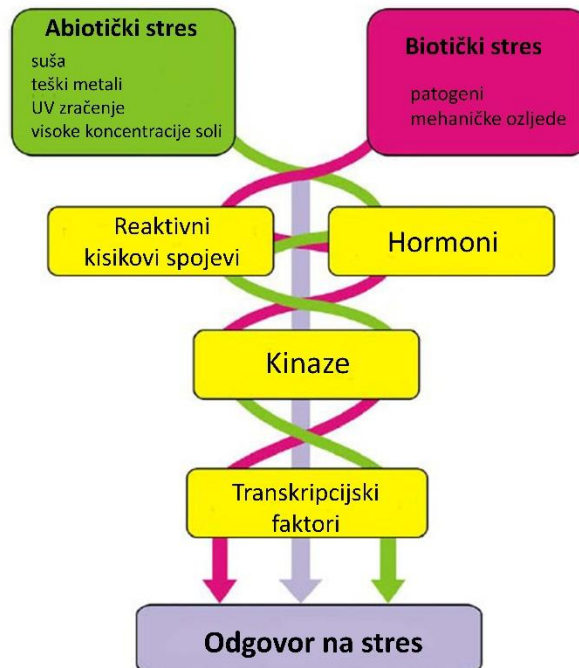 Abiotički stres
suša
teški metali
UV zračenje
visoke koncentracije soli
Biotički stres
patogeni
mehaničke ozljede
Reaktivni
kisikovi spojevi
Hormoni
Kinaze
Transkripcijski
faktori
Odgovor na stres